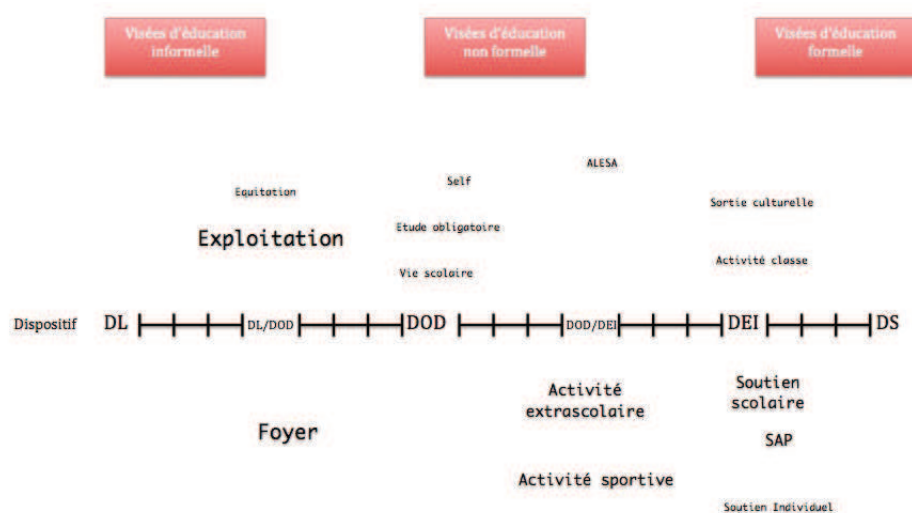 Visées d'éducation
informelle
Visées d'éducation
non formelle
Visées d'éducation
formelle
ALESA
Self
Equitation
Sortie culturelle
Etude obligatoire
Exploitation
Activité classe
Vie scolaire
Dispositif DL DL/DOD DOD DOD/DEI DEI DS
Activité
extrascolaire
Soutien
scolaire
Foyer
SAP
Activité sportive
Soutien Individuel